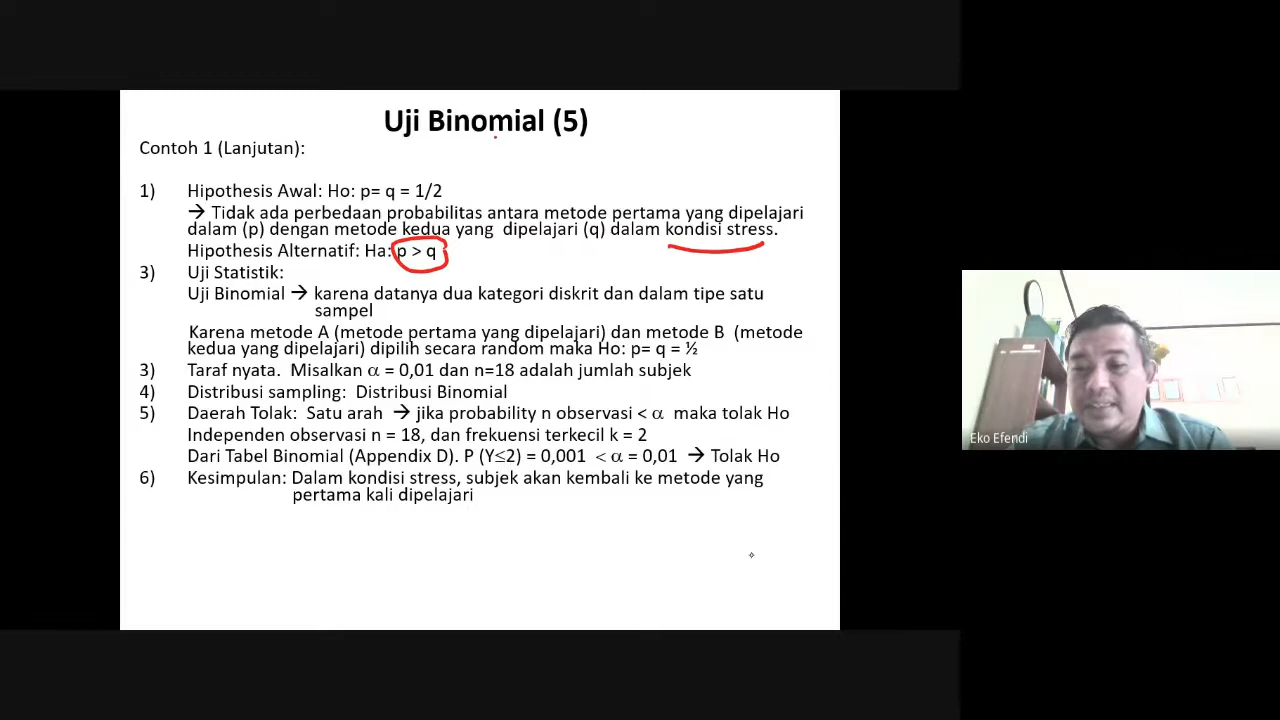 Uji Binomial (5)
Contoh 1 (Lanjutan):
1) Hipothesis Awal: Ho: p= q = 1/2
→ Tidak ada perbedaan probabilitas antara metode pertama yang dipelajari
dalam (p) dengan metode kedua yang dipelajari (q) dalam kondisi stress.
Hipothesis Alternatif: Ha: p > q
3) Uji Statistik:
Uji Binomial → karena datanya dua kategori diskrit dan dalam tipe satu
sampel
Karena metode A (metode pertama yang dipelajari) dan metode B (metode
kedua yang dipelajari) dipilih secara random maka Ho: p= q = ½
3) Taraf nyata. Misalkan α = 0,01 dan n=18 adalah jumlah subjek
4) Distribusi sampling: Distribusi Binomial
5) Daerah Tolak: Satu arah → jika probability n observasi < α maka tolak Ho
Independen observasi n = 18, dan frekuensi terkecil k = 2
Dari Tabel Binomial (Appendix D). P (Y≤2) = 0,001 < α = 0,01 → Tolak Ho
6) Kesimpulan: Dalam kondisi stress, subjek akan kembali ke metode yang
pertama kali dipelajari
Eko Efendi